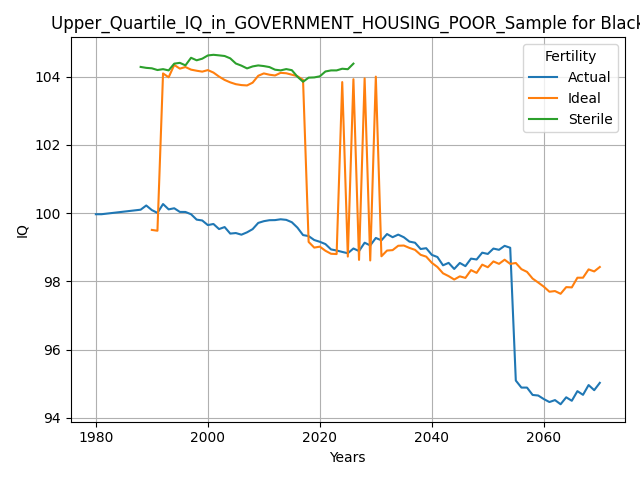 Upper_Quartile_IQ_in_GOVERNMENT_HOUSING_POOR_Sample for Black
Fertility
Actual
Ideal
Sterile
104
102
100
98
96
94
IQ
1980
2000
2020
2040
2060
Years